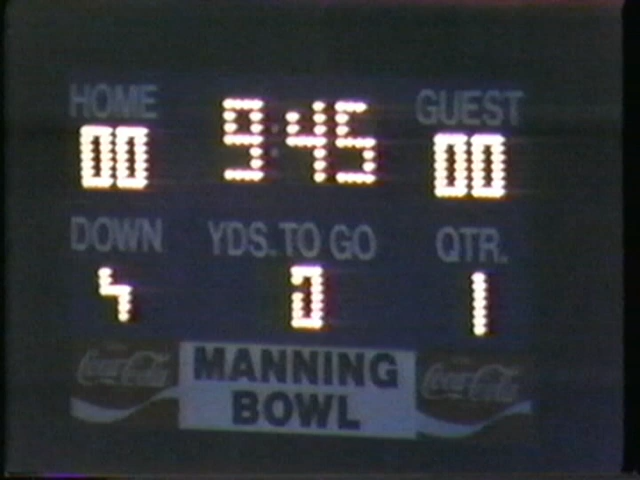 HOME 9:45 GUEST
00 00
DOWN YDS. TO GO QTR.
4 1
Coca-Cola MANNING BOWL Coca-Cola